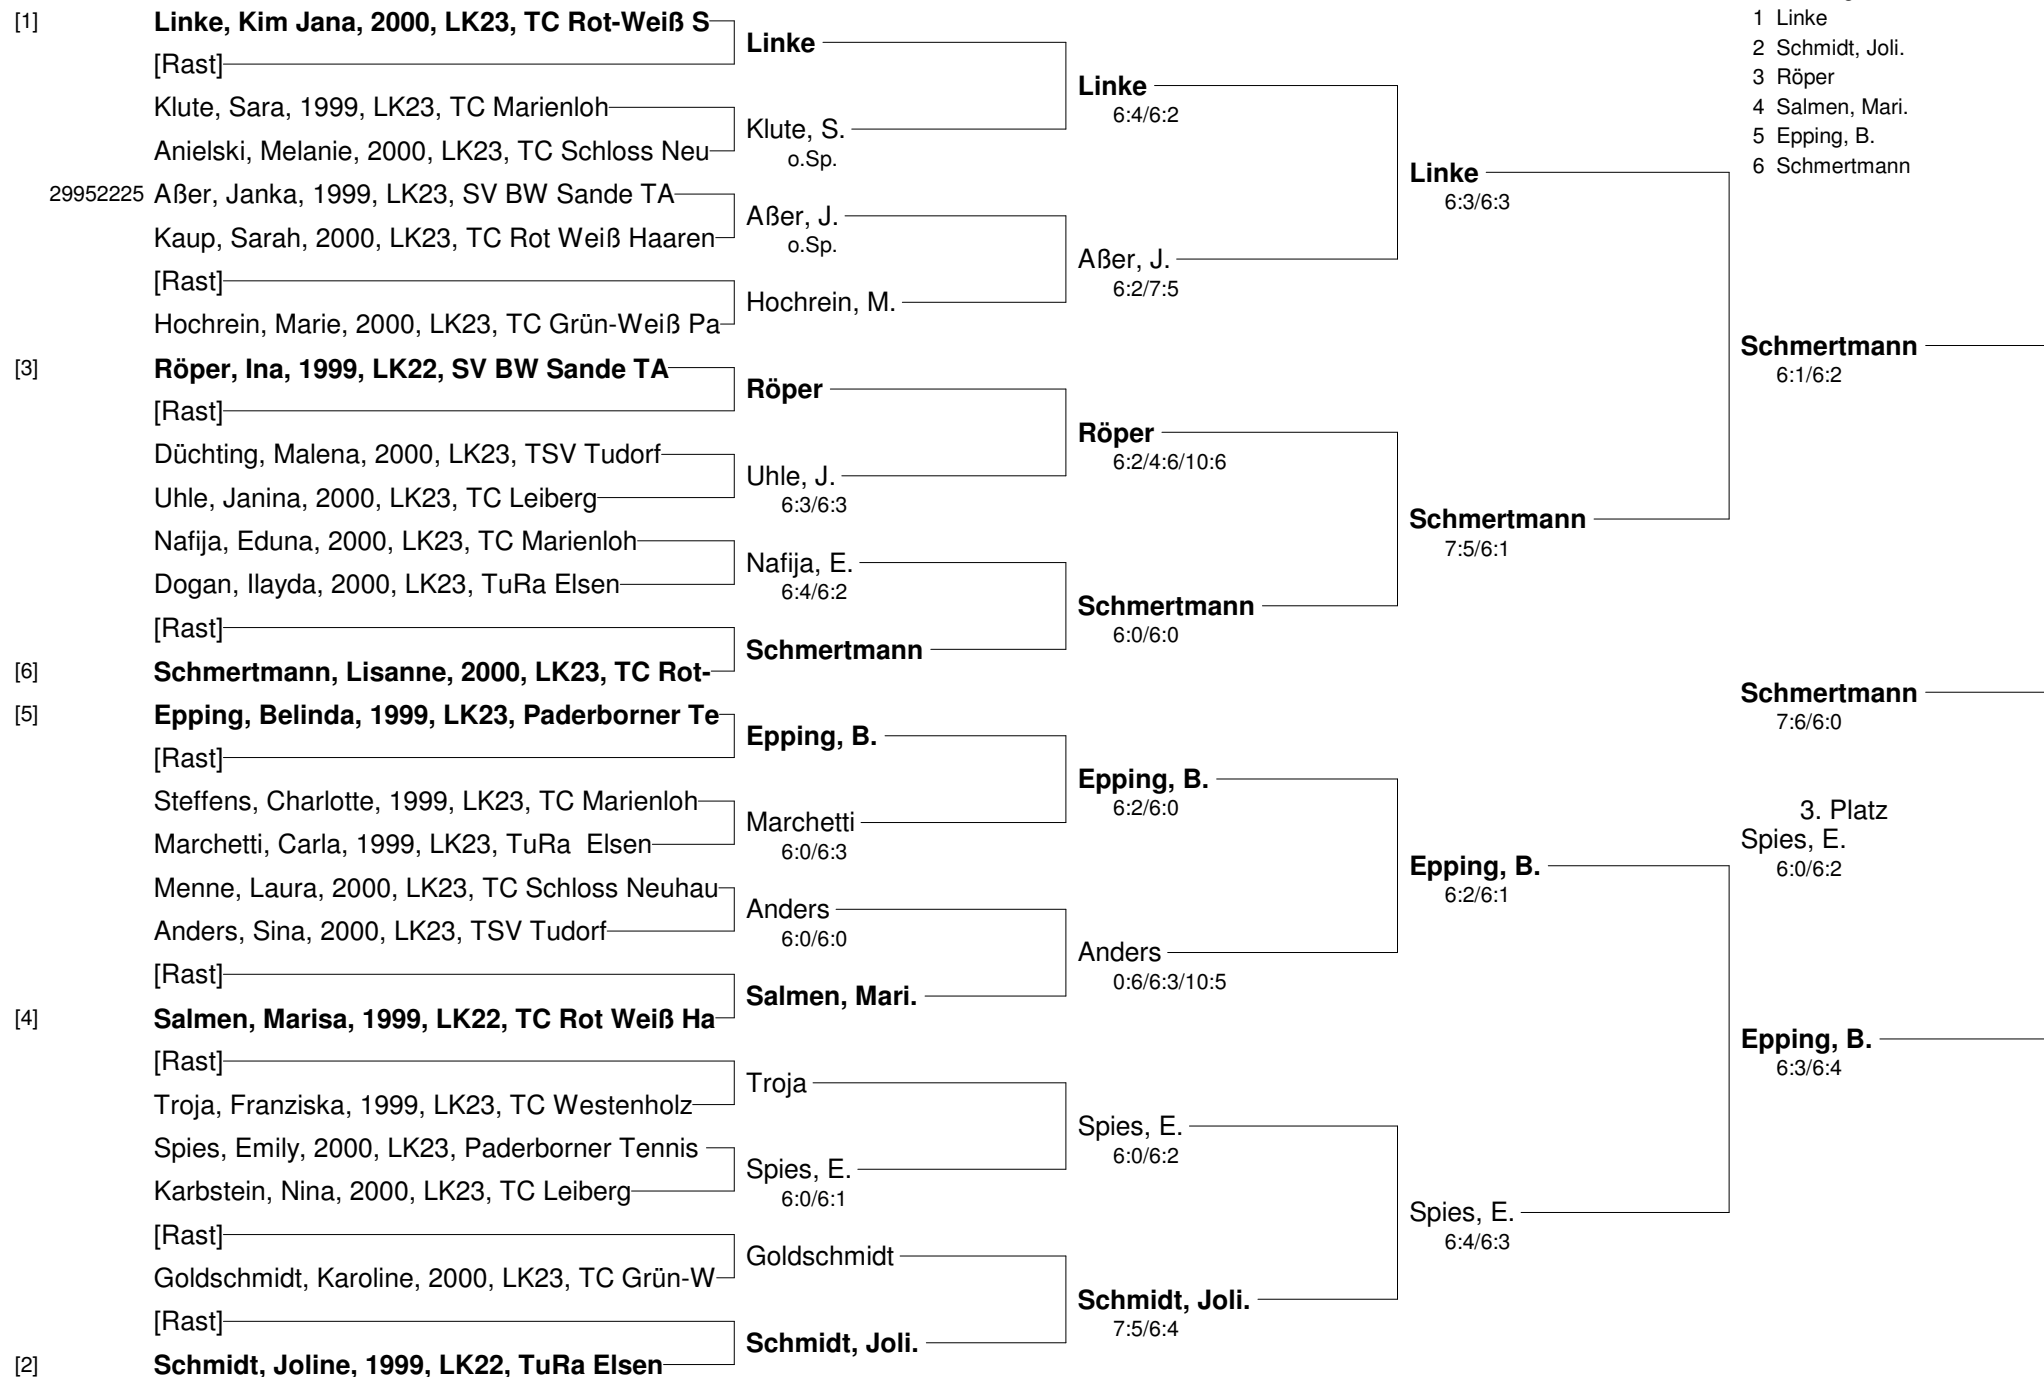 [1] Linke, Kim Jana, 2000, LK23, TC Rot-Weiß S
[Rast]
Klute, Sara, 1999, LK23, TC Marienloh
Anielski, Melanie, 2000, LK23, TC Schloss Neu
29952225 Aßer, Janka, 1999, LK23, SV BW Sande TA
Kaup, Sarah, 2000, LK23, TC Rot Weiß Haaren
[Rast]
Hochrein, Marie, 2000, LK23, TC Grün-Weiß Pa
[3] Röper, Ina, 1999, LK22, SV BW Sande TA
[Rast]
Düchting, Malena, 2000, LK23, TSV Tudorf
Uhle, Janina, 2000, LK23, TC Leiberg
Nafija, Eduna, 2000, LK23, TC Marienloh
Dogan, Ilayda, 2000, LK23, TuRa Elsen
[Rast]
[6] Schmertmann, Lisanne, 2000, LK23, TC Rot-
[5] Epping, Belinda, 1999, LK23, Paderborner Te
[Rast]
Steffens, Charlotte, 1999, LK23, TC Marienloh
Marchetti, Carla, 1999, LK23, TuRa  Elsen
Menne, Laura, 2000, LK23, TC Schloss Neuhau
Anders, Sina, 2000, LK23, TSV Tudorf
[Rast]
[4] Salmen, Marisa, 1999, LK22, TC Rot Weiß Ha
[Rast]
Troja, Franziska, 1999, LK23, TC Westenholz
Spies, Emily, 2000, LK23, Paderborner Tennis
Karbstein, Nina, 2000, LK23, TC Leiberg
[Rast]
Goldschmidt, Karoline, 2000, LK23, TC Grün-W
[Rast]
[2] Schmidt, Joline, 1999, LK22, TuRa Elsen
Linke
Klute, S.
o.Sp.
Aßer, J.
o.Sp.
Hochrein, M.
Röper
Uhle, J.
6:3/6:3
Nafija, E.
6:4/6:2
Schmertmann
Epping, B.
Marchetti
6:0/6:3
Anders
6:0/6:0
Salmen, Mari.
Troja
Spies, E.
6:0/6:1
Goldschmidt
Schmidt, Joli.
Linke
6:4/6:2
Aßer, J.
6:2/7:5
Röper
6:2/4:6/10:6
Schmertmann
6:0/6:0
Epping, B.
6:2/6:0
Anders
0:6/6:3/10:5
Spies, E.
6:0/6:2
Schmidt, Joli.
7:5/6:4
Linke
6:3/6:3
Schmertmann
7:5/6:1
Epping, B.
6:2/6:1
Spies, E.
6:4/6:3
1 Linke
2 Schmidt, Joli.
3 Röper
4 Salmen, Mari.
5 Epping, B.
6 Schmertmann
Schmertmann
6:1/6:2
Schmertmann
7:6/6:0
3. Platz
Spies, E.
6:0/6:2
Epping, B.
6:3/6:4